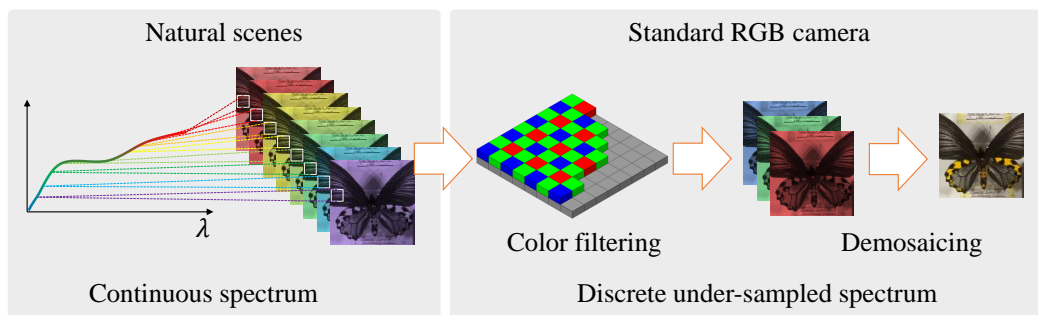 Natural scenes
Standard RGB camera
λ
Color filtering
Demosaicing
Continuous spectrum
Discrete under-sampled spectrum